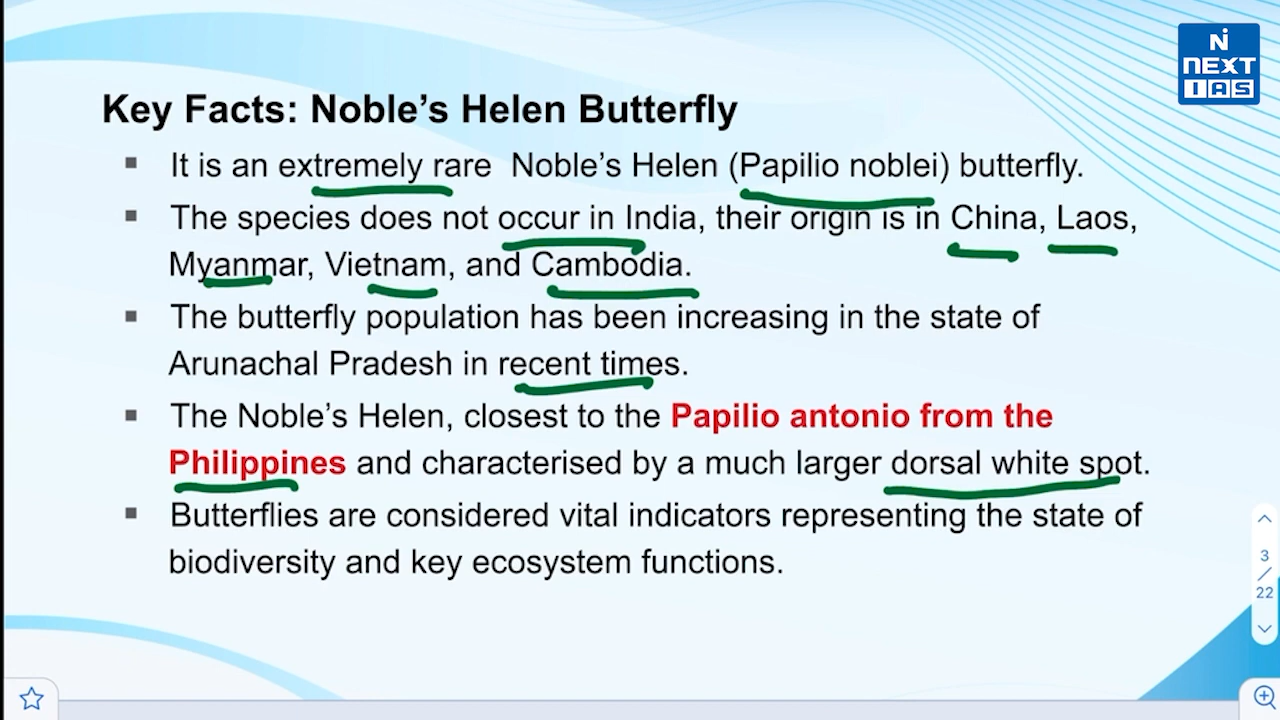 Ni
NEXT
IAS
Key Facts: Noble’s Helen Butterfly
▪ It is an extremely rare Noble’s Helen (Papilio noblei) butterfly.
▪ The species does not occur in India, their origin is in China, Laos,
Myanmar, Vietnam, and Cambodia.
▪ The butterfly population has been increasing in the state of
Arunachal Pradesh in recent times.
▪ The Noble’s Helen, closest to the Papilio antonio from the
Philippines and characterised by a much larger dorsal white spot.
▪ Butterflies are considered vital indicators representing the state of
biodiversity and key ecosystem functions.
3
/
22